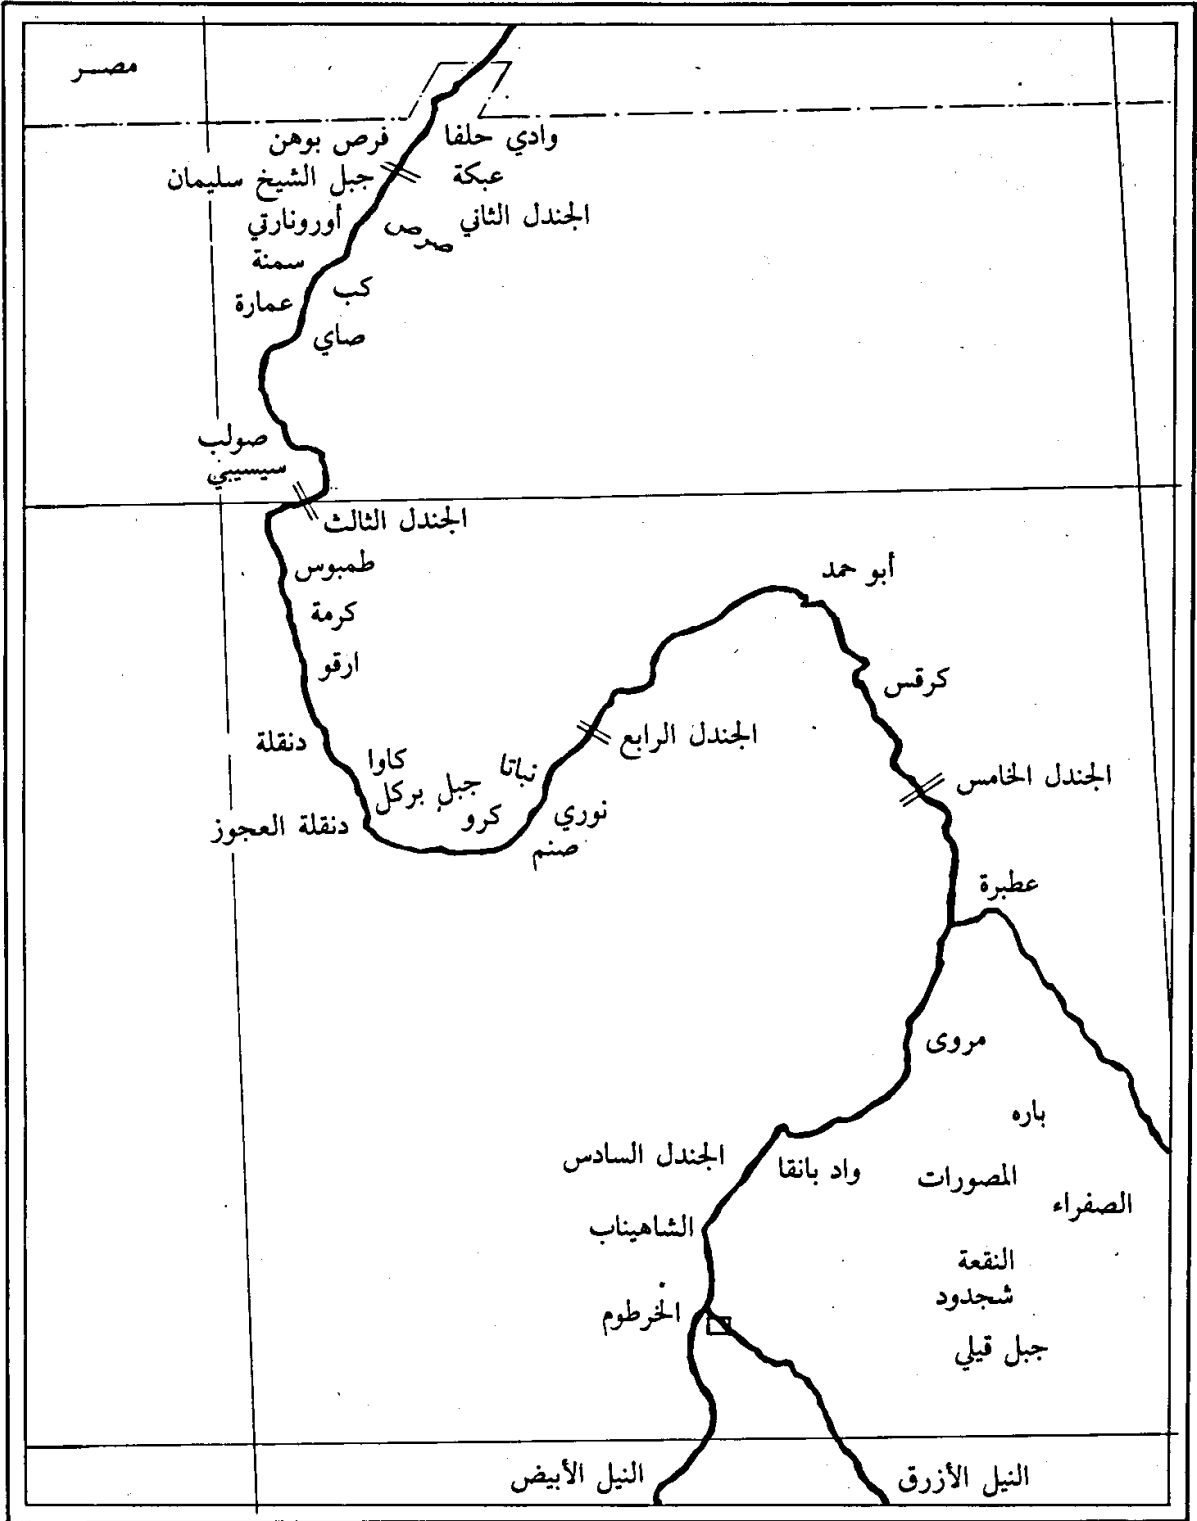 مصر
وادي حلفا
فرص بوهن
عبكة
جبل الشيخ سليمان
الجندل الثاني
صرص
أورونارتي
سمنة
كب
عمارة
صاي
صولب
سيسيبي
الجندل الثالث
طمبوس
كرمة
ارقو
أبو حمد
كرقس
الجندل الرابع
الجندل الخامس
دنقلة
كاوا
جبل بركل
نباتا
كرو
نوري
صنم
دنقلة العجوز
عطبرة
مروى
باره
الجندل السادس
واد بانقا
المصورات
الصفراء
الشاهيناب
النقعة
شجدود
الخرطوم
جبل قيلي
النيل الأزرق
النيل الأبيض